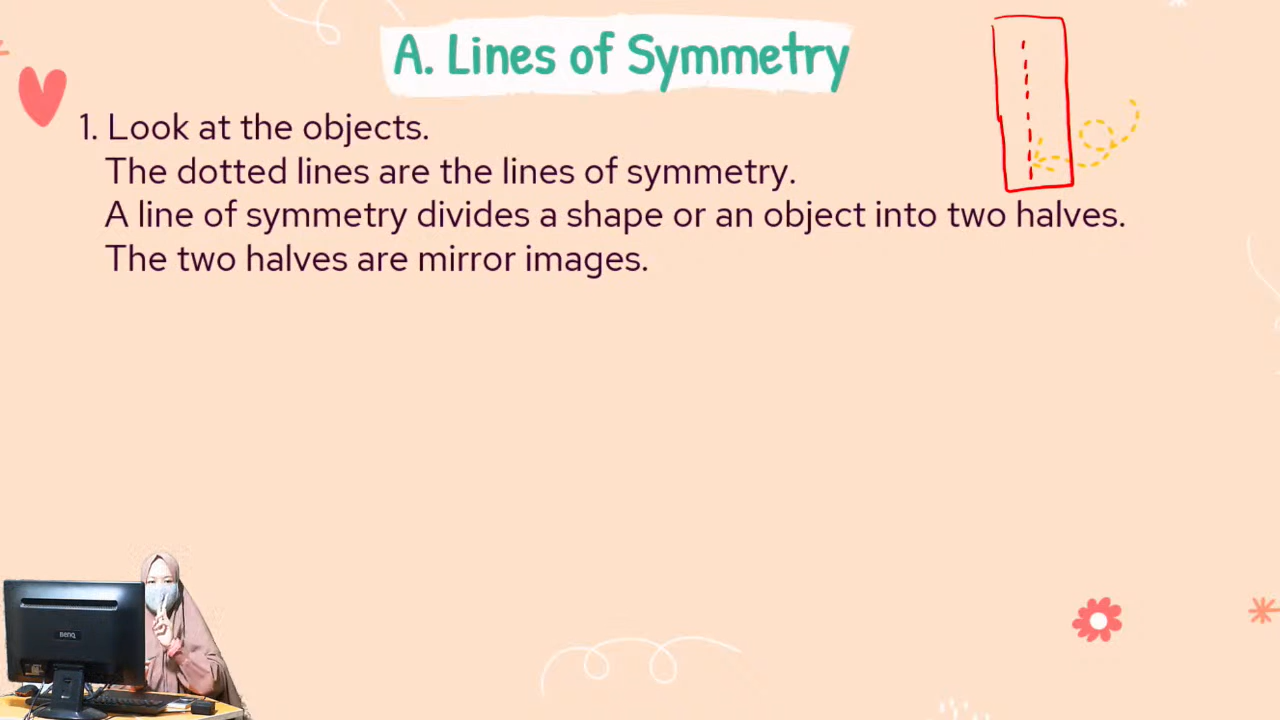 A. Lines of Symmetry
1. Look at the objects.
The dotted lines are the lines of symmetry.
A line of symmetry divides a shape or an object into two halves.
The two halves are mirror images.
BenQ